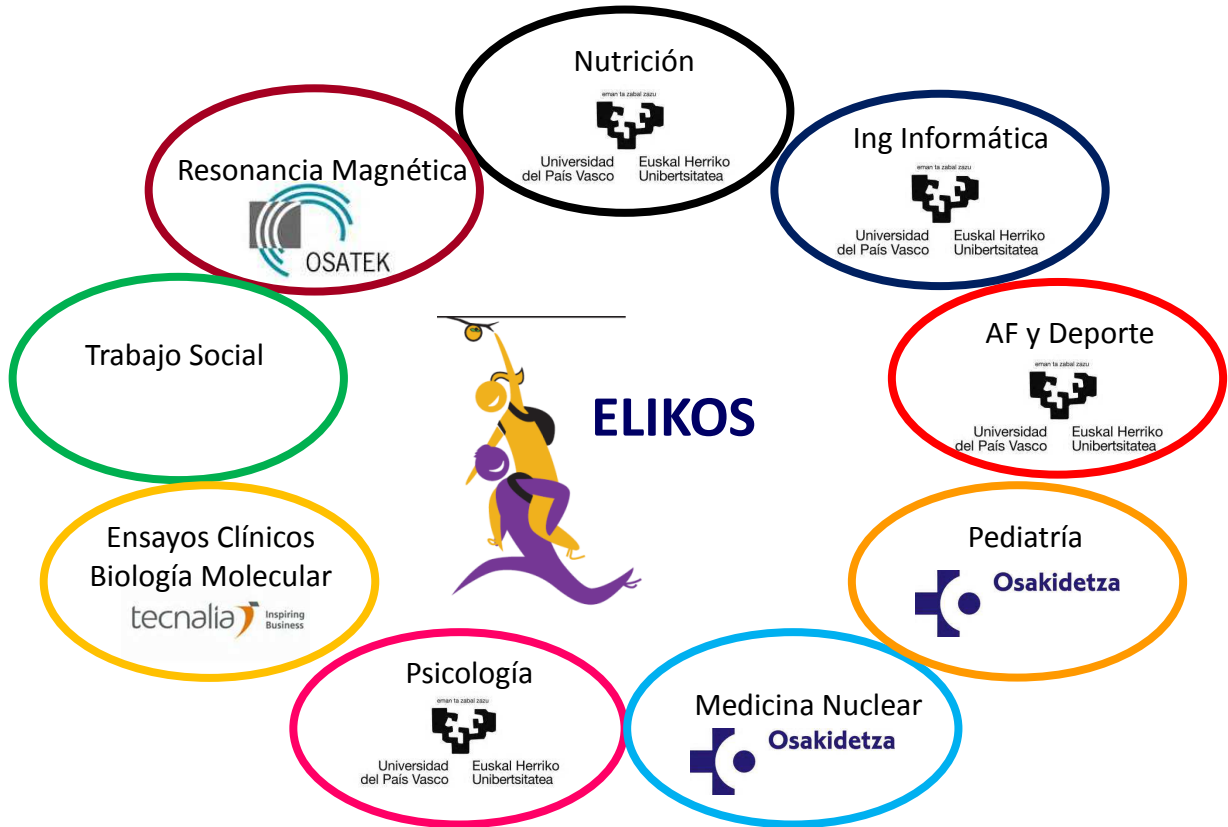 Nutrición
eman ta zabal zazu
Universidad
del País Vasco
Euskal Herriko
Unibertsitatea
Ing Informática
eman ta zabal zazu
Universidad
del País Vasco
Euskal Herriko
Unibertsitatea
Resonancia Magnética
OSATEK
AF y Deporte
eman ta zabal zazu
Universidad
del País Vasco
Euskal Herriko
Unibertsitatea
Trabajo Social
ELIKOS
Ensayos Clínicos
Biología Molecular
tecnalia
Inspiring
Business
Pediatría
Osakidetza
Psicología
eman ta zabal zazu
Universidad
del País Vasco
Euskal Herriko
Unibertsitatea
Medicina Nuclear
Osakidetza